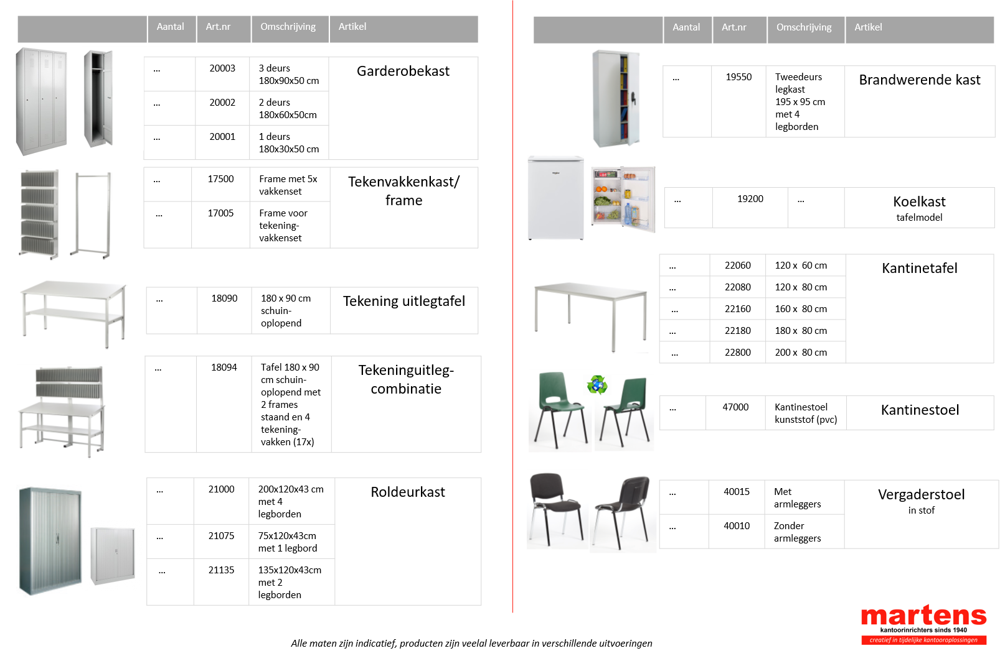 Aantal Art.nr Omschrijving Artikel
... 20003 3 deurs Garderobekast
180x90x50 cm
... 20002 2 deurs
180x60x50cm
... 20001 1 deurs
180x30x50 cm
... 17500 Frame met 5x Tekenvakkenkast/
vakkenset frame
... 17005 Frame voor
tekening-
vakkenset
... 18090 180 x 90 cm Tekening uitlegtafel
schuin-
oplopend
... 18094 Tafel 180 x 90 Tekeninguitleg-
cm schuin- combinatie
oplopend met
2 frames
staand en 4
tekening-
vakken (17x)
... 21000 200x120x43 cm Roldeurkast
met 4
legborden
... 21075 75x120x43cm
met 1 legbord
... 21135 135x120x43cm
met 2
legborden
Aantal Art.nr Omschrijving Artikel
... 19550 Tweedeurs Brandwerende kast
legkast
195 x 95 cm
met 4
legborden
... 19200 ... Koelkast
tafelmodel
... 22060 120 x  60 cm Kantinetafel
... 22080 120 x  80 cm
... 22160 160 x  80 cm
... 22180 180 x  80 cm
... 22800 200 x  80 cm
... 47000 Kantinestoel Kantinestoel
kunststof (pvc)
... 40015 Met Vergaderstoel
armleggers in stof
... 40010 Zonder
armleggers
martens
kantoorinrichters sinds 1940
creatief in tijdelijke kantooroplossingen
Alle maten zijn indicatief, producten zijn veelal leverbaar in verschillende uitvoeringen